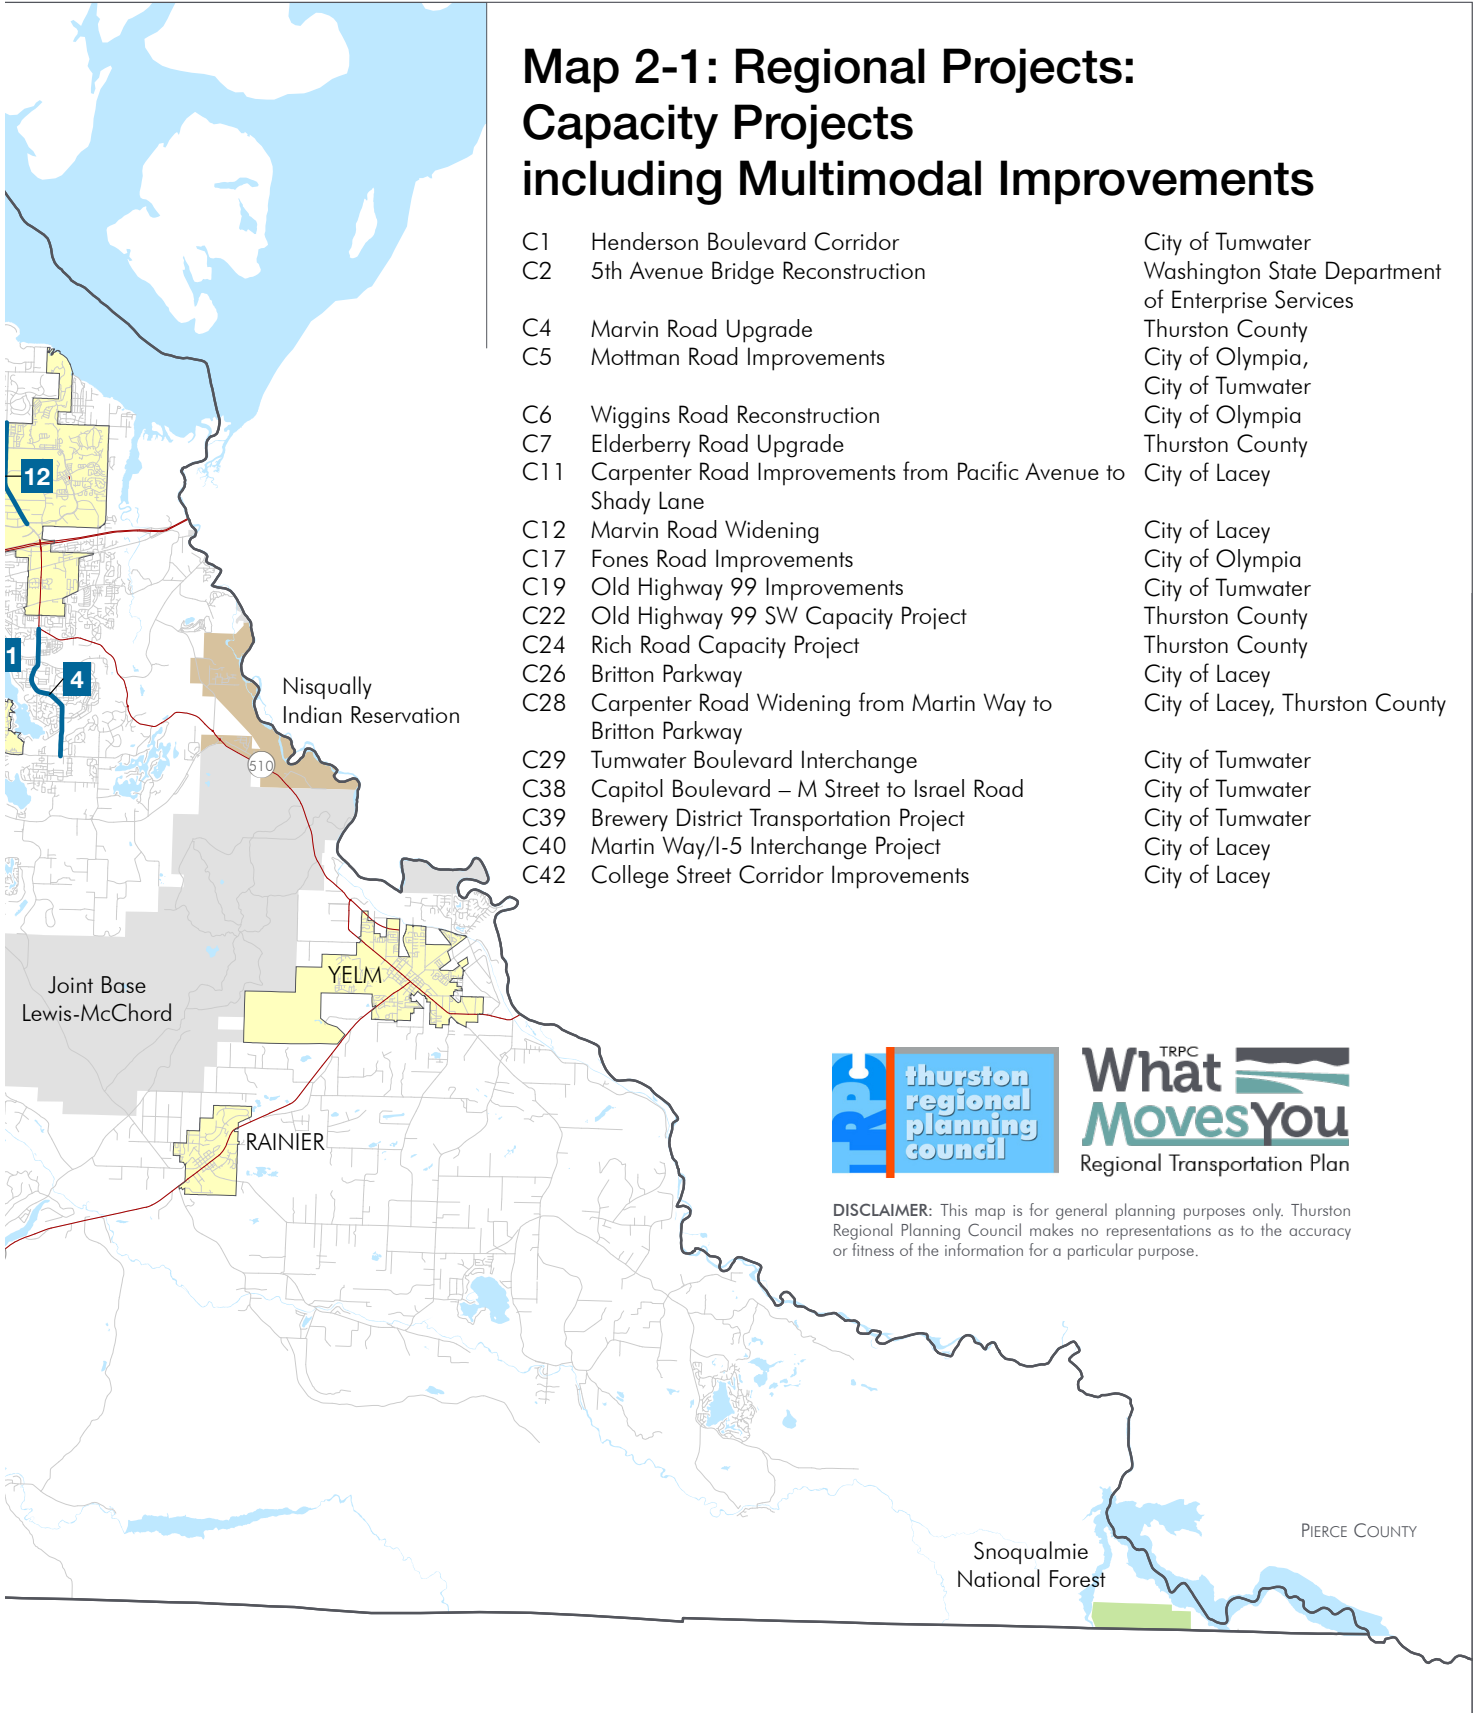 Map 2-1: Regional Projects:
Capacity Projects
including Multimodal Improvements
C1 Henderson Boulevard Corridor City of Tumwater
C2 5th Avenue Bridge Reconstruction Washington State Department
of Enterprise Services
C4 Marvin Road Upgrade Thurston County
C5 Mottman Road Improvements City of Olympia,
City of Tumwater
C6 Wiggins Road Reconstruction City of Olympia
C7 Elderberry Road Upgrade Thurston County
C11 Carpenter Road Improvements from Pacific Avenue to City of Lacey
Shady Lane
C12 Marvin Road Widening City of Lacey
C17 Fones Road Improvements City of Olympia
C19 Old Highway 99 Improvements City of Tumwater
C22 Old Highway 99 SW Capacity Project Thurston County
C24 Rich Road Capacity Project Thurston County
C26 Britton Parkway City of Lacey
C28 Carpenter Road Widening from Martin Way to City of Lacey, Thurston County
Britton Parkway
C29 Tumwater Boulevard Interchange City of Tumwater
C38 Capitol Boulevard – M Street to Israel Road City of Tumwater
C39 Brewery District Transportation Project City of Tumwater
C40 Martin Way/I-5 Interchange Project City of Lacey
C42 College Street Corridor Improvements City of Lacey
12
1
4
Nisqually
Indian Reservation
510
YELM
Joint Base
Lewis-McChord
RAINIER
TRPC
thurston
regional
planning
council
TRPC
What
MovesYou
Regional Transportation Plan
DISCLAIMER: This map is for general planning purposes only. Thurston
Regional Planning Council makes no representations as to the accuracy
or fitness of the information for a particular purpose.
PIERCE COUNTY
Snoqualmie
National Forest